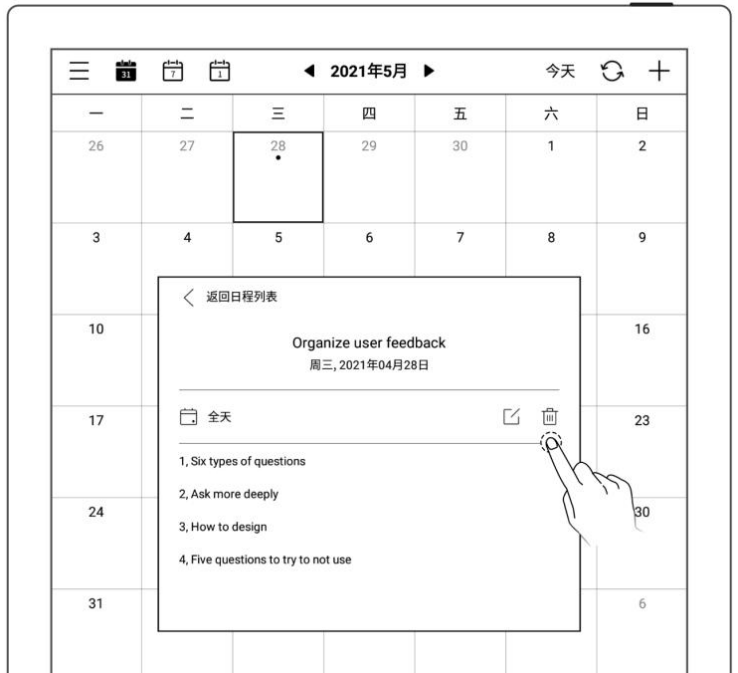 31 7 1 2021年5月 今天
一 二 三 四 五 六 日
26 27 28 29 30 1 2
3 4 5 6 7 8 9
返回日程列表
10 16
Organize user feedback
周三, 2021年04月28日
17 全天 23
1, Six types of questions
2, Ask more deeply
24 30
3, How to design
4, Five questions to try to not use
31 6